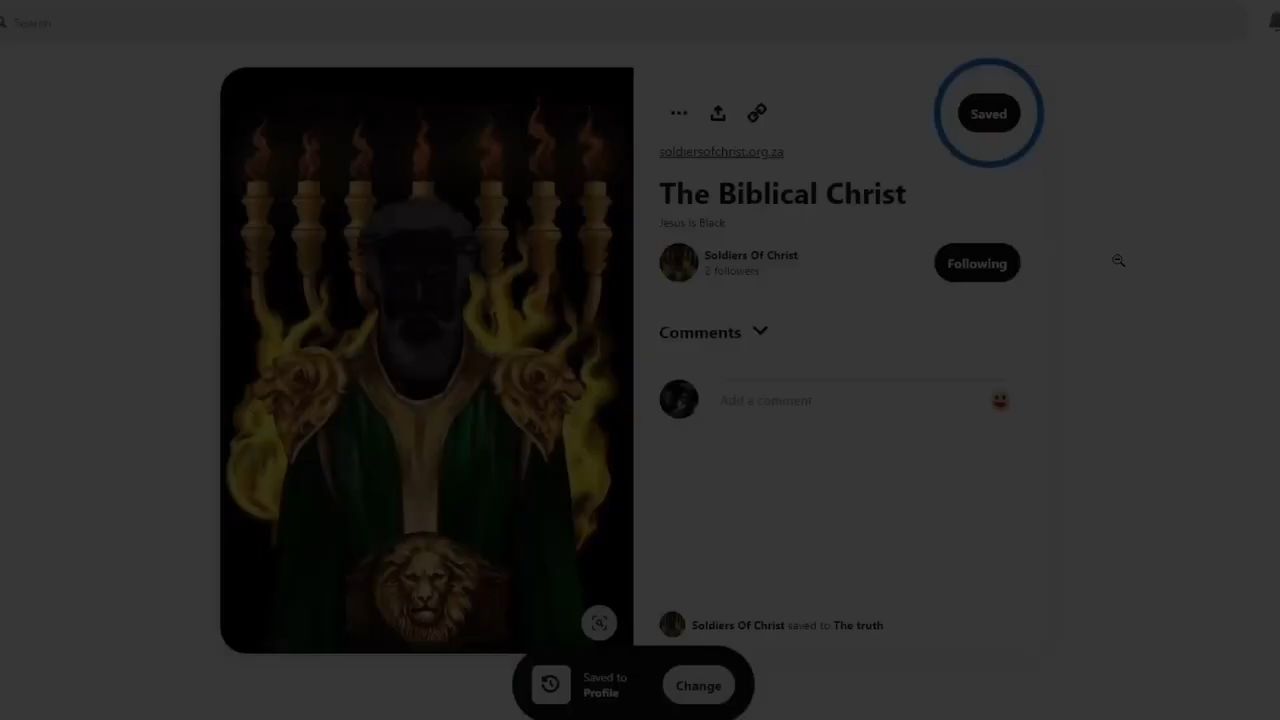 Search
Saved
soldiersofchrist.org.za
The Biblical Christ
Jesus is Black
Soldiers Of Christ
2 followers
Following
Comments
Add a comment
Soldiers Of Christ saved to The truth
Saved to
Profile
Change